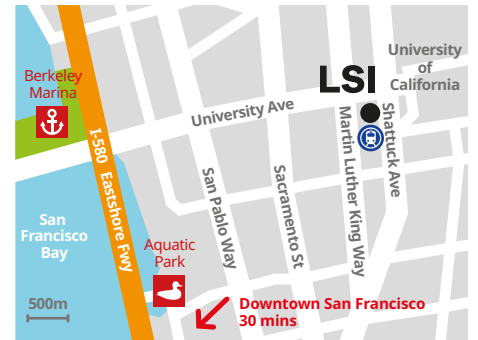 University
of
California
LSI
Berkeley
Marina
University Ave
Shattuck Ave
Martin Luther King Way
I-580 Eastshore Fwy
San Pablo Way
Sacramento St
San
Francisco
Bay
Aquatic
Park
500m
Downtown San Francisco
30 mins